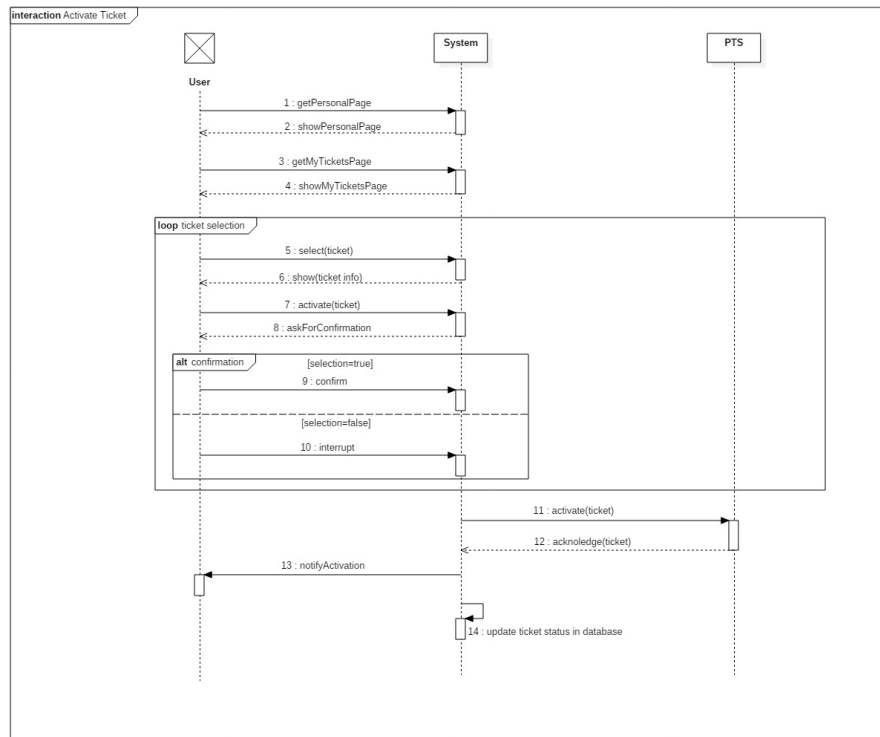 interaction Activate Ticket
System
PTS
User
1 : getPersonalPage
2 : showPersonalPage
3 : getMyTicketsPage
4 : showMyTicketsPage
loop ticket selection
5 : select(ticket)
6 : show(ticket info)
7 : activate(ticket)
8 : askForConfirmation
alt confirmation
[selection=true]
9 : confirm
[selection=false]
10 : interrupt
11 : activate(ticket)
12 : acknoledge(ticket)
13 : notifyActivation
14 : update ticket status in database